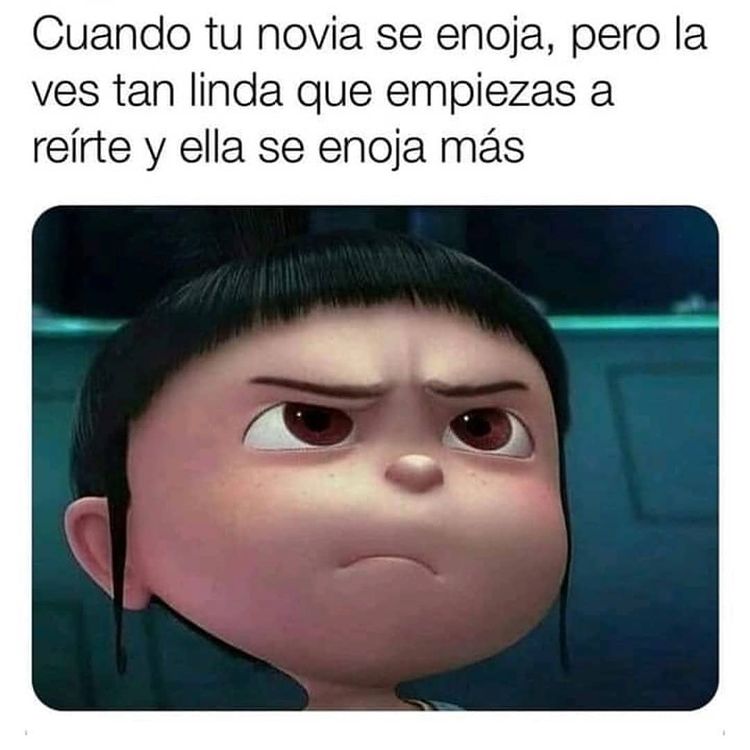 Cuando tu novia se enoja, pero la
ves tan linda que empiezas a
reírte y ella se enoja más